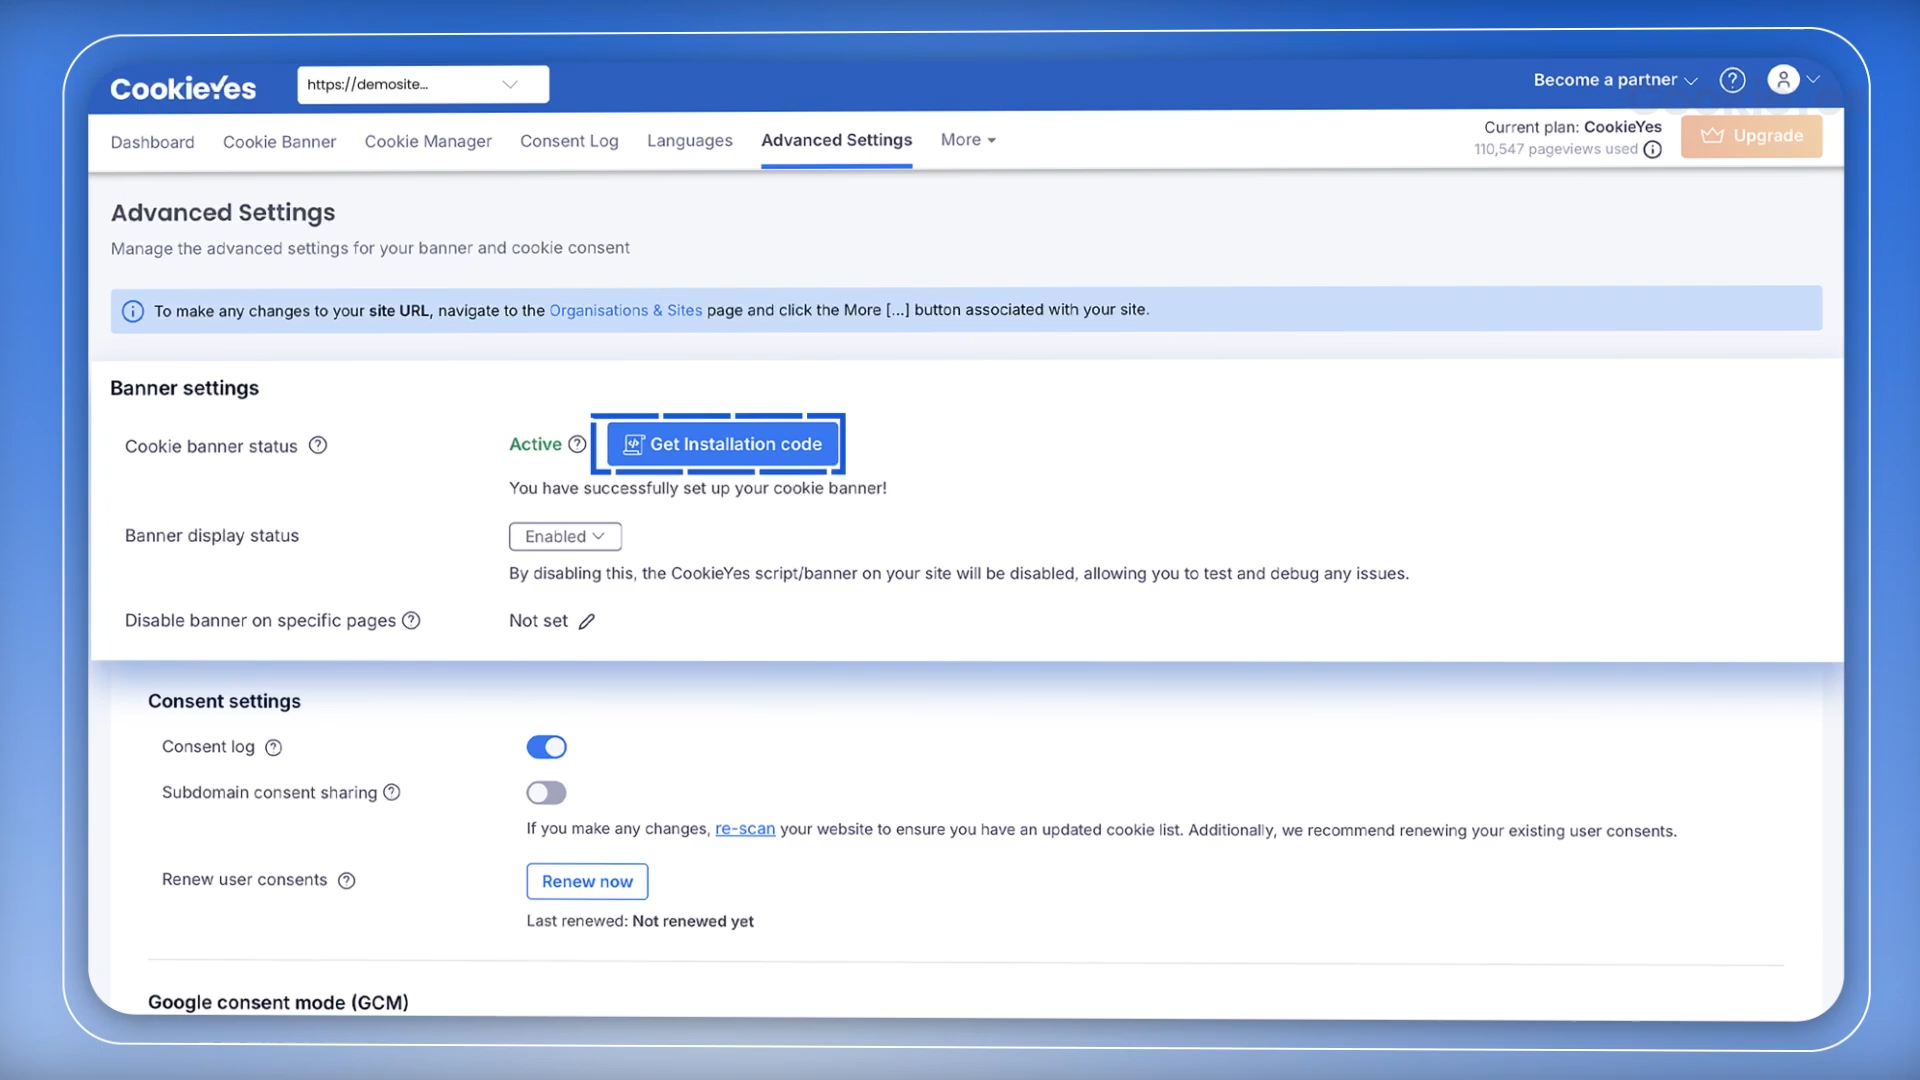 CookieYes
https://demosite...
Become a partner
Dashboard
Cookie Banner
Cookie Manager
Consent Log
Languages
Advanced Settings
More
Current plan: CookieYes
110,547 pageviews used
Upgrade
Advanced Settings
Manage the advanced settings for your banner and cookie consent
To make any changes to your site URL, navigate to the Organisations & Sites page and click the More [...] button associated with your site.
Banner settings
Cookie banner status
Active
Get Installation code
You have successfully set up your cookie banner!
Banner display status
Enabled
By disabling this, the CookieYes script/banner on your site will be disabled, allowing you to test and debug any issues.
Disable banner on specific pages
Not set
Consent settings
Consent log
Subdomain consent sharing
If you make any changes, re-scan your website to ensure you have an updated cookie list. Additionally, we recommend renewing your existing user consents.
Renew user consents
Renew now
Last renewed: Not renewed yet
Google consent mode (GCM)